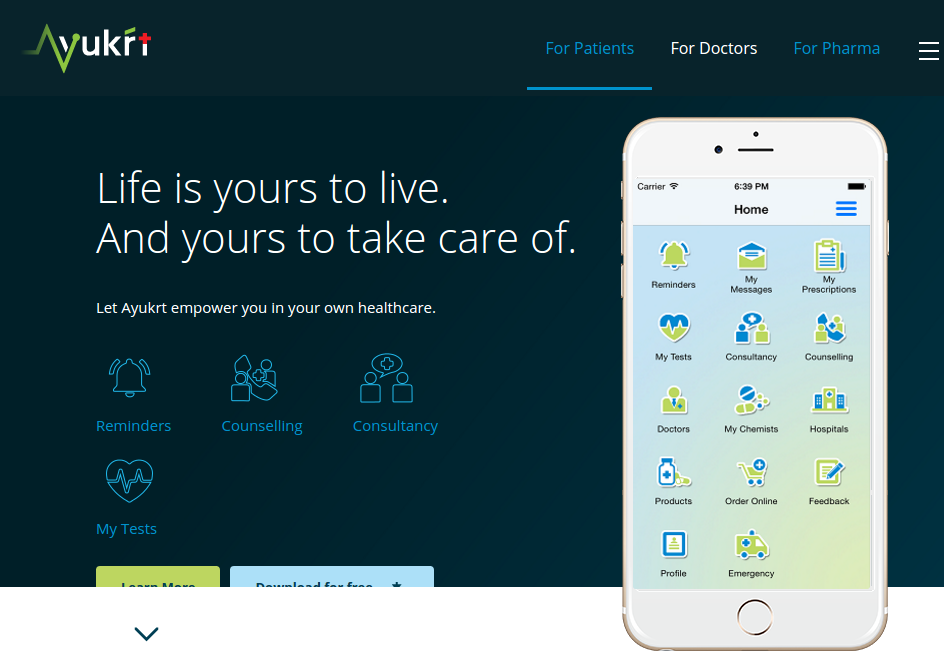 Ayukrt
For Patients
For Doctors
For Pharma
Life is yours to live.
And yours to take care of.
Let Ayukrt empower you in your own healthcare.
Reminders
Counselling
Consultancy
My Tests
Learn More
Download for free
Carrier
6:39 PM
Home
Reminders
My
Messages
My
Prescriptions
My Tests
Consultancy
Counselling
Doctors
My Chemists
Hospitals
Products
Order Online
Feedback
Profile
Emergency